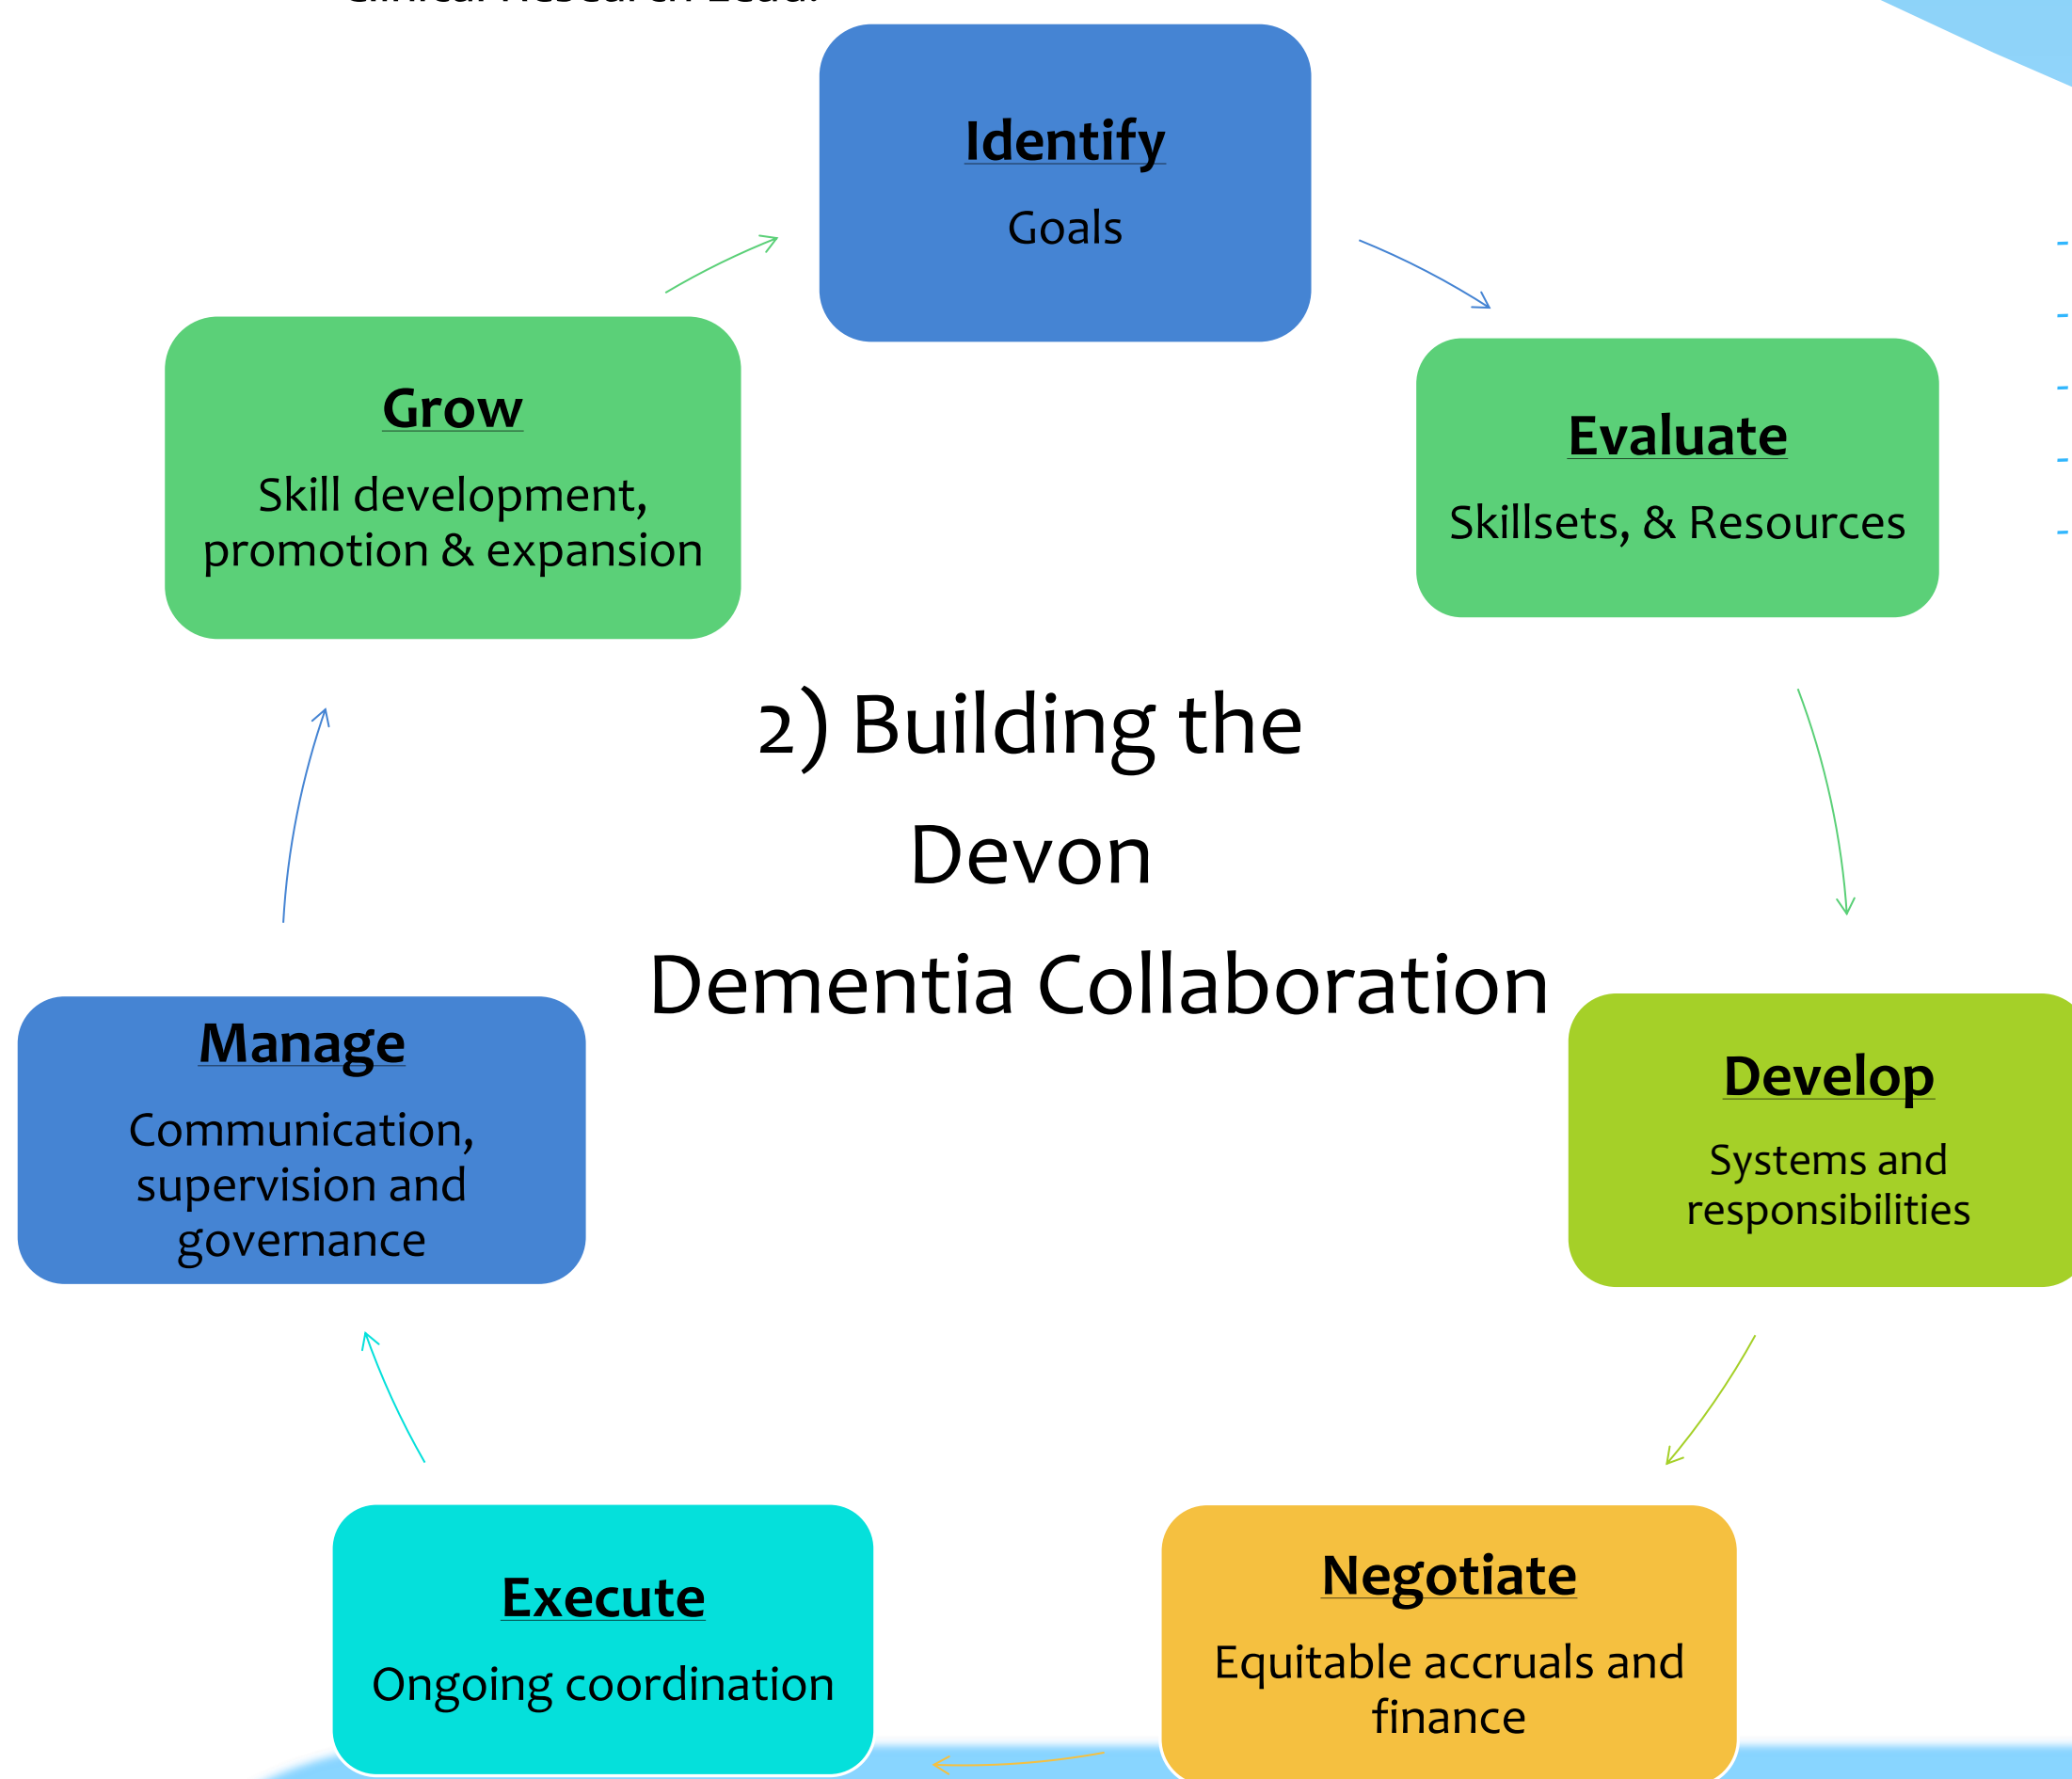 Identify
Goals
Evaluate
Skillsets, & Resources
Develop
Systems and
responsibilities
Negotiate
Equitable accruals and
finance
Execute
Ongoing coordination
Manage
Communication,
supervision and
governance
Grow
Skill development,
promotion & expansion
2) Building the
Devon
Dementia Collaboration